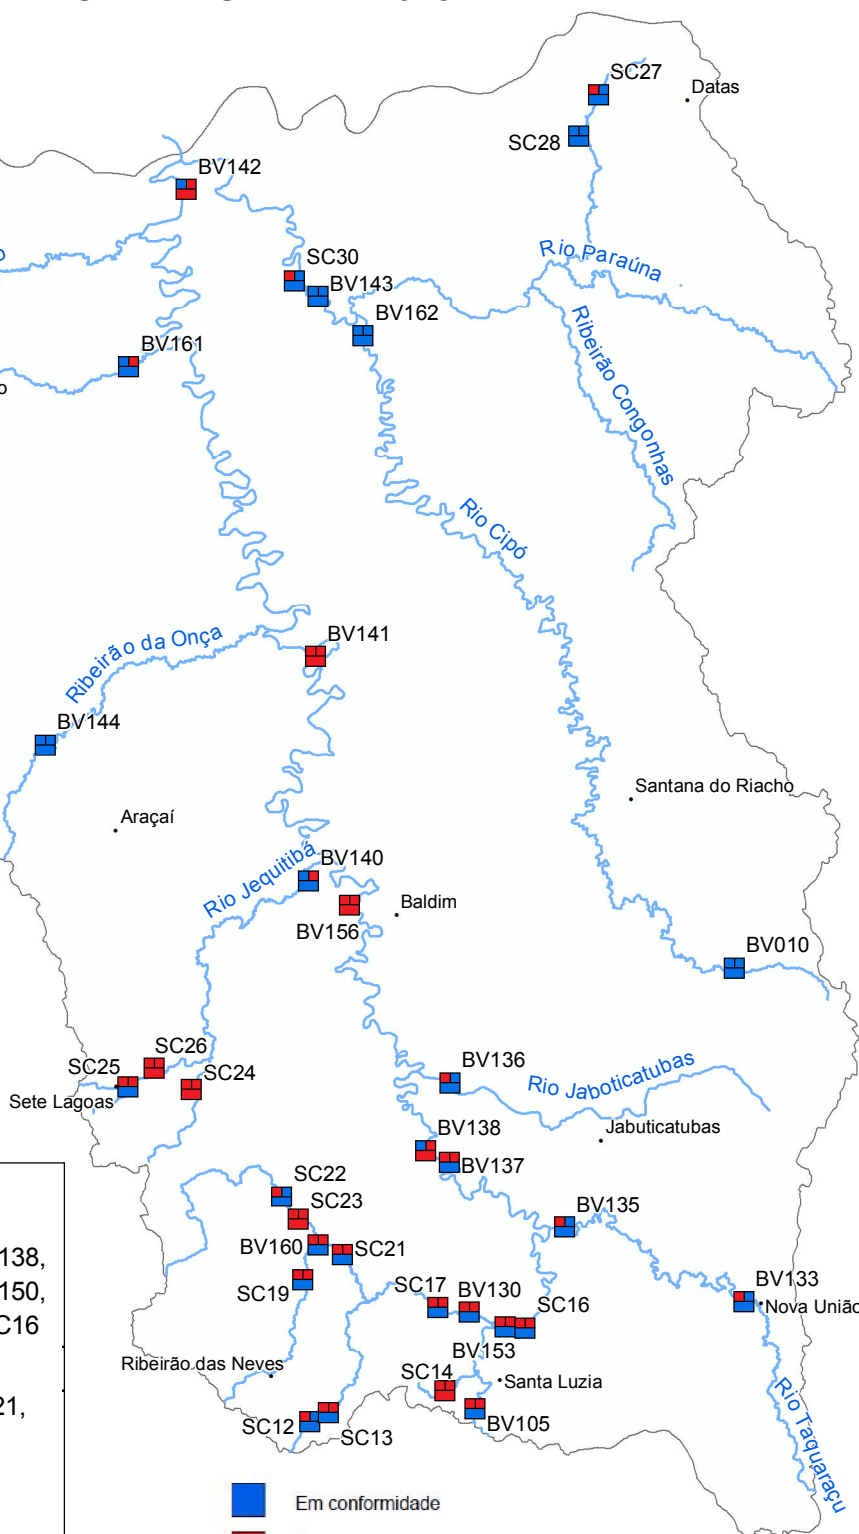 SC27
Datas
SC28
BV142
Rio Paraúna
SC30
BV143
BV162
Ribeirão Congonhas
BV161
o
Rio Cipó
Ribeirão da Onça
BV141
BV144
Santana do Riacho
Araçaí
Rio Jequitibá
BV140
Baldim
BV156
BV010
SC26
SC25
SC24
Sete Lagoas
BV136
Rio Jaboticatubas
BV138
Jabuticatubas
BV137
SC22
SC23
BV135
BV160
SC21
138,
150,
C16
SC19
SC17
BV130
SC16
BV133
Nova União
BV153
Ribeirão das Neves
SC14
Santa Luzia
21,
SC12
SC13
BV105
Rio Taquaraçu
Em conformidade